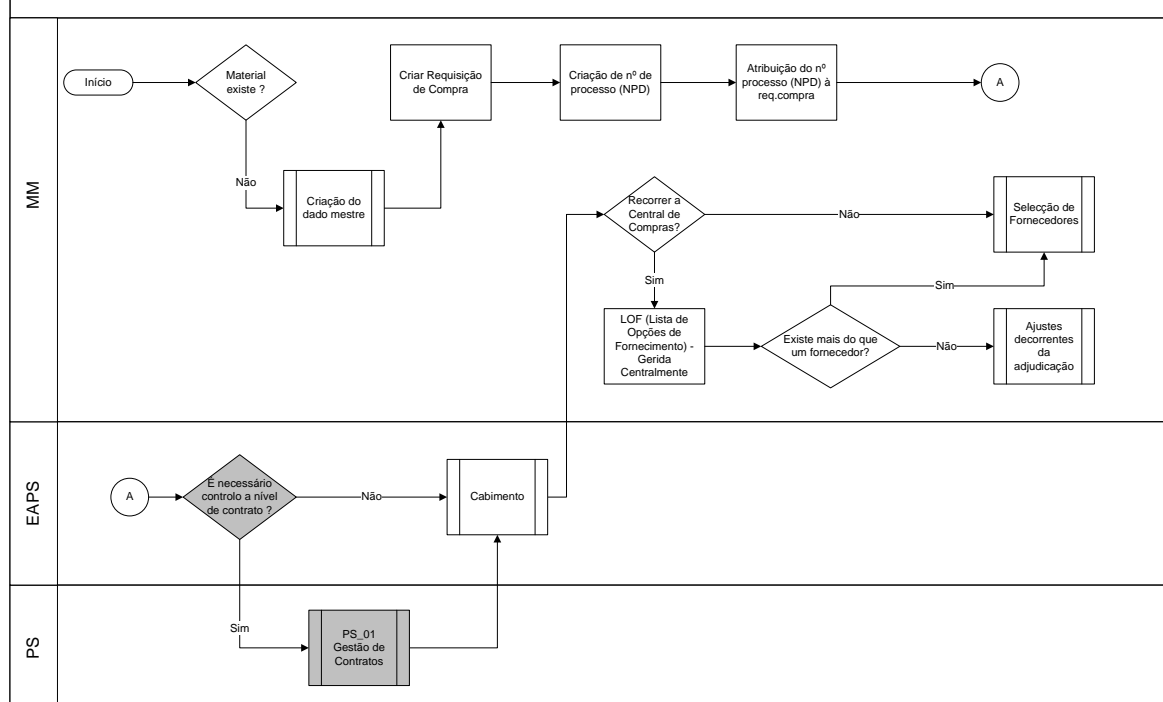 MM
Início
Material
existe ?
Não
Criação do
dado mestre
Criar Requisição
de Compra
Criação de nº de
processo (NPD)
Atribuição do nº
processo (NPD) à
req.compra
A
Recorrer a
Central de
Compras?
Não
Selecção de
Fornecedores
Sim
LOF (Lista de
Opções de
Fornecimento) -
Gerida
Centralmente
Existe mais do que
um fornecedor?
Sim
Não
Ajustes
decorrentes
da
adjudicação
EAPS
A
É necessário
controlo a nível
de contrato ?
Não
Cabimento
PS
Sim
PS_01
Gestão de
Contratos